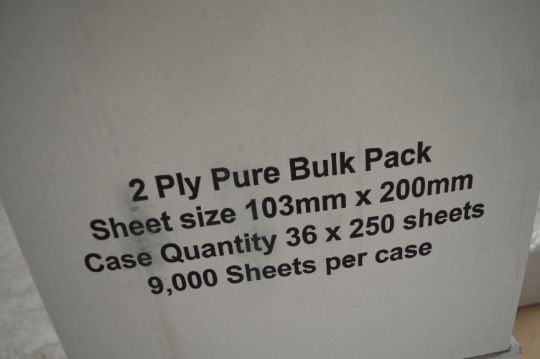 2 Ply Pure Bulk Pack
Sheet size 103mm x 200mm
Case Quantity 36 x 250 sheets
9,000 Sheets per case